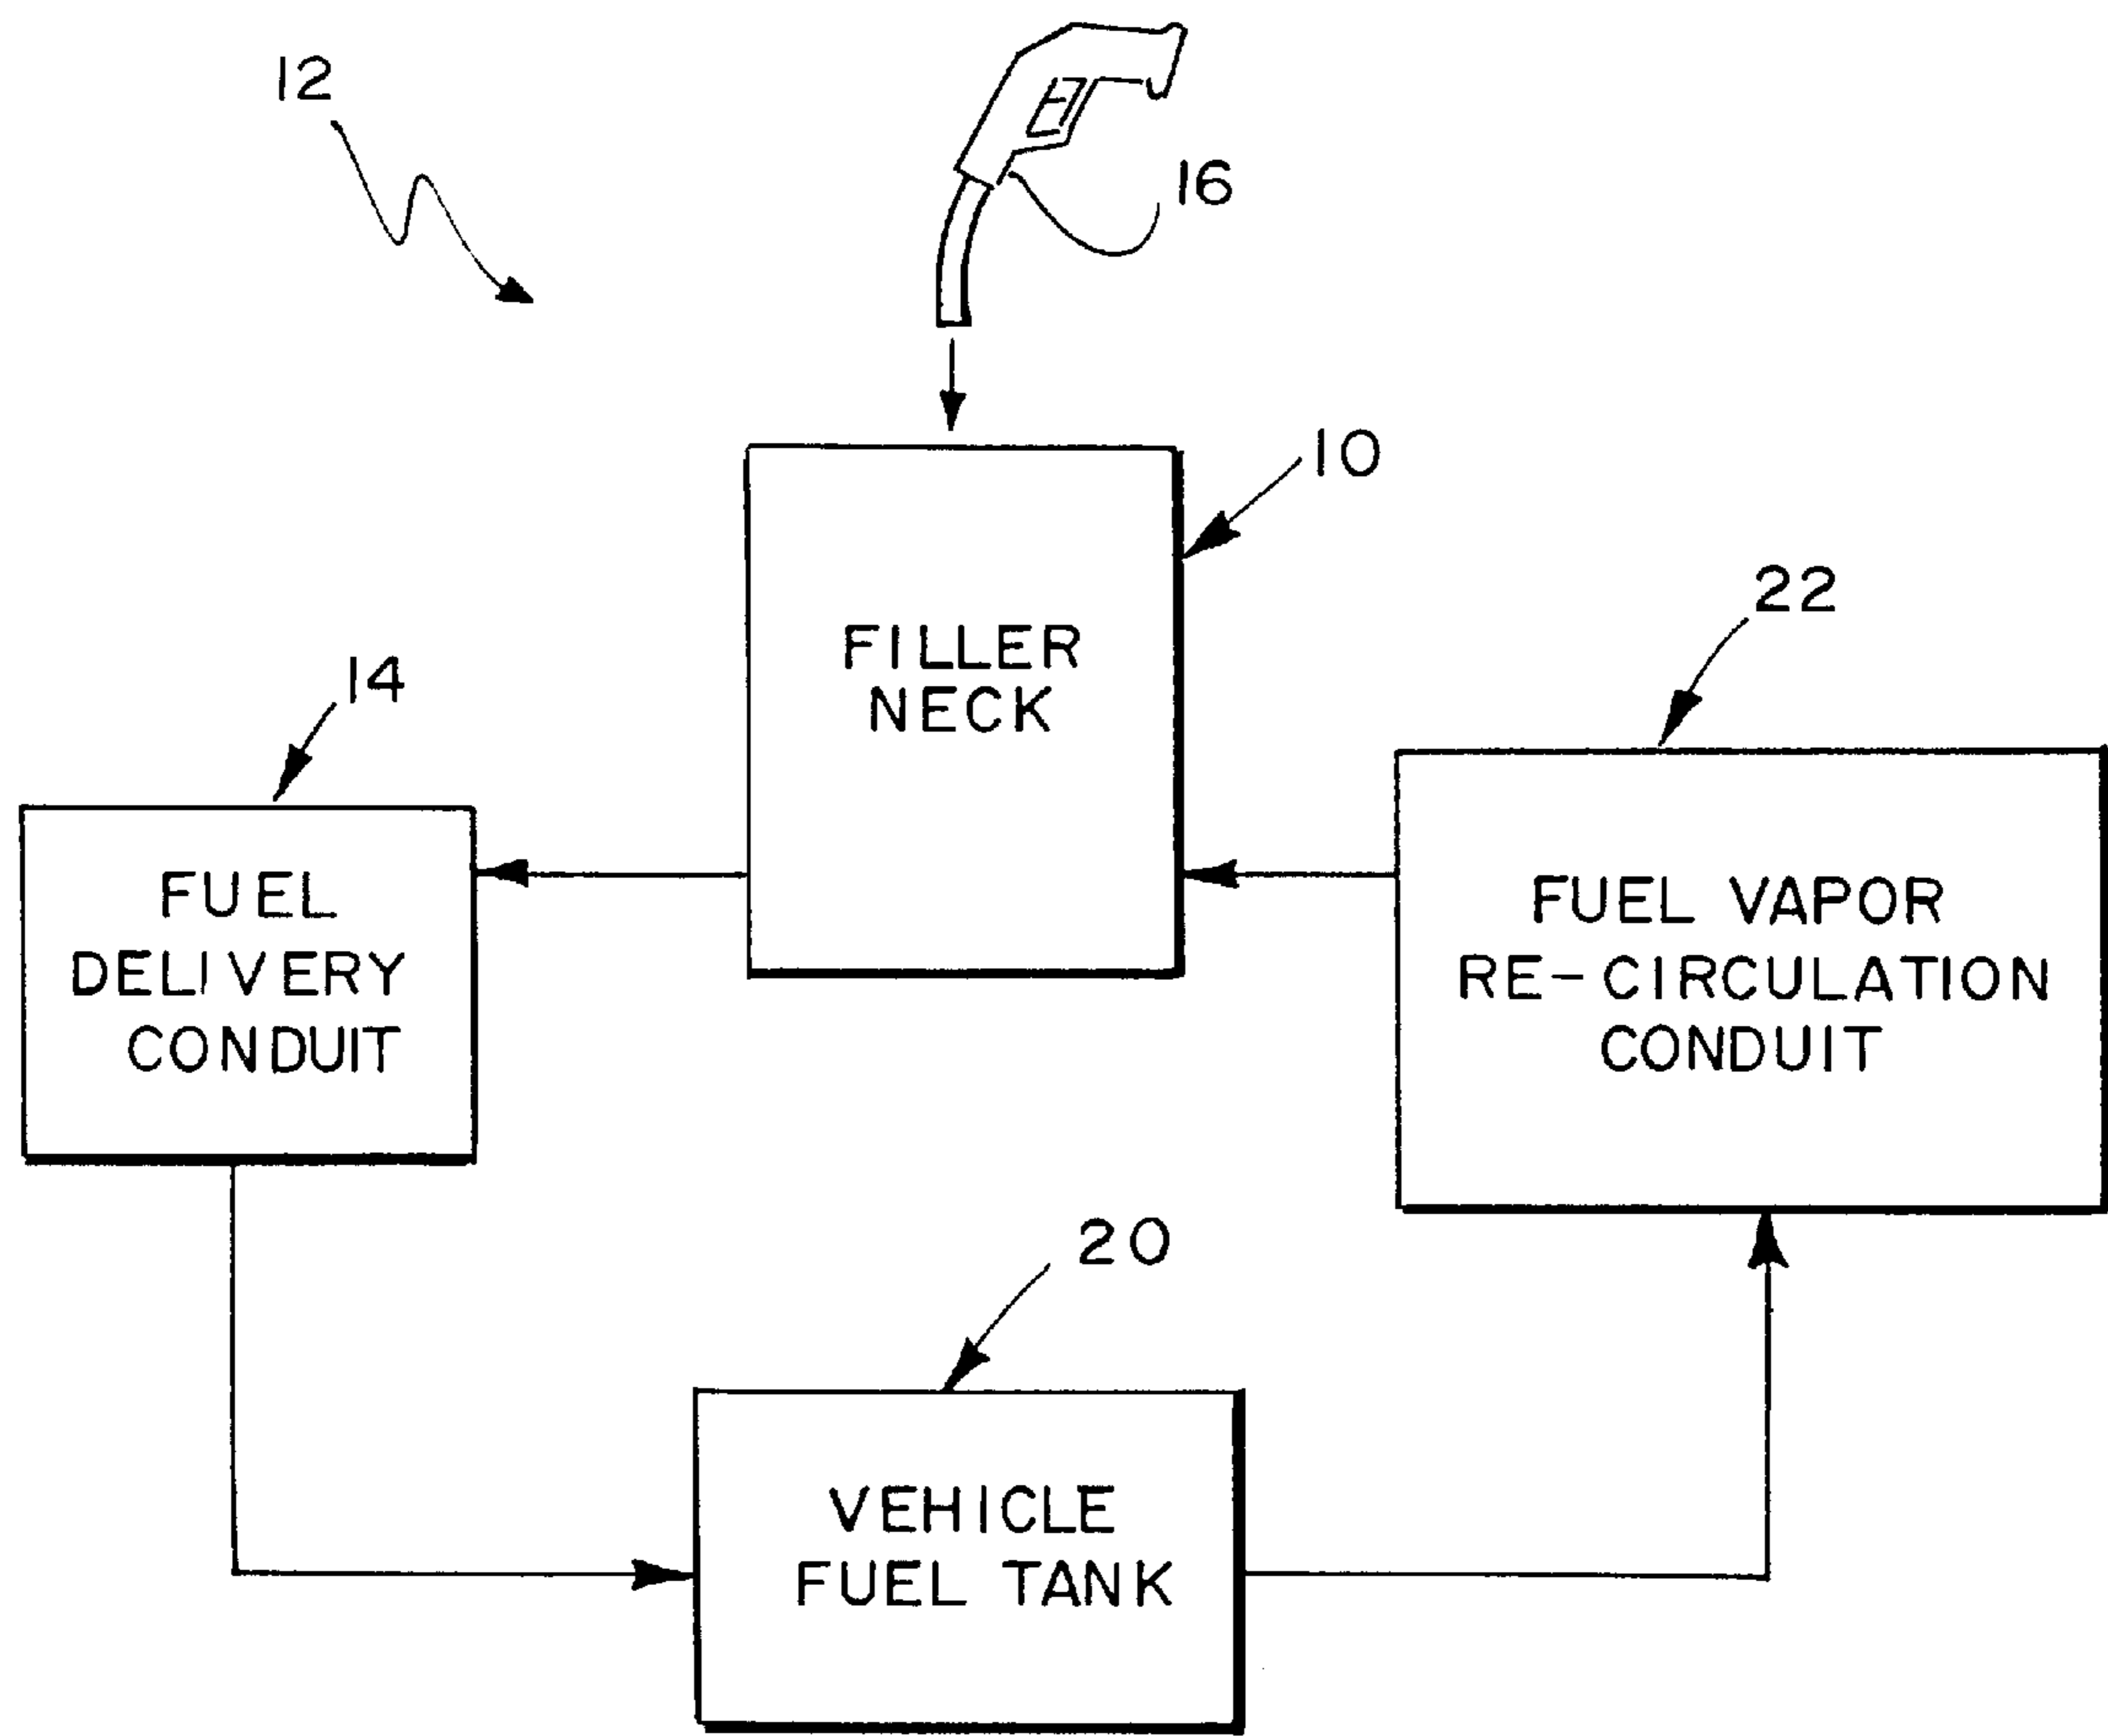 12
16
10
FILLER
NECK
22
14
FUEL
DELIVERY
CONDUIT
FUEL VAPOR
RE-CIRCULATION
CONDUIT
20
VEHICLE
FUEL TANK